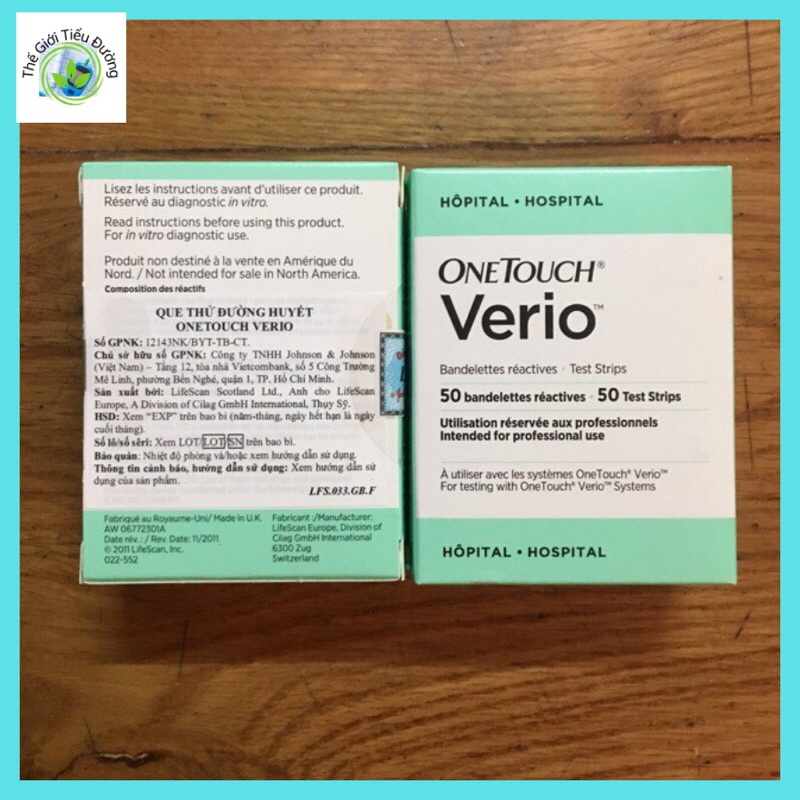 Thế Giới Tiểu Đường
Lisez les instructions avant d'utiliser ce produit.
Réservé au diagnostic in vitro.
Read instructions before using this product.
For in vitro diagnostic use.
Produit non destiné à la vente en Amérique du
Nord. / Not intended for sale in North America.
Composition des réactifs
QUE THỬ ĐƯỜNG HUYẾT
ONETOUCH VERIO
Số GPNK: 12143NK/BYT-TB-CT.
Chủ sở hữu số GPNK: Công ty TNHH Johnson & Johnson
(Việt Nam) – Tầng 12, tòa nhà Vietcombank, số 5 Công Trường
Mê Linh, phường Bến Nghé, quận 1, TP. Hồ Chí Minh.
Sản xuất bởi: LifeScan Scotland Ltd., Anh cho LifeScan
Europe, A Division of Cilag GmbH International, Thụy Sỹ.
HSD: Xem "EXP" trên bao bì (năm-tháng, ngày hết hạn là ngày
cuối tháng).
Số lô/số sêri: Xem LOT/LOT/SN trên bao bì.
Bảo quản: Nhiệt độ phòng và/hoặc xem hướng dẫn sử dụng.
Thông tin cảnh báo, hướng dẫn sử dụng: Xem hướng dẫn sử
dụng của sản phẩm.
LFS.033.GB.F
Fabriqué au Royaume-Uni/ Made in U.K.
AW 06772301A
Date rév. : / Rev. Date: 11/2011
© 2011 LifeScan, Inc.
022-552
Fabricant :/Manufacturer:
LifeScan Europe, Division of
Cilag GmbH International
6300 Zug
Switzerland
HÔPITAL • HOSPITAL
ONETOUCH®
Verio™
Bandelettes réactives · Test Strips
50 bandelettes réactives · 50 Test Strips
Utilisation réservée aux professionnels
Intended for professional use
À utiliser avec les systèmes OneTouch® Verio™
For testing with OneTouch® Verio™ Systems
HÔPITAL • HOSPITAL